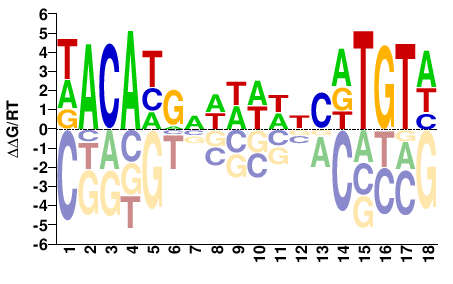 6
5
4
3
2
1
0
-1
-2
-3
-4
-5
-6
ΔΔG/RT
T A C A T G A A T A T T C A T G T A
A C T A A T A G T
G A T C
C C A C G T A C G C C C A C A T A G
T G G G C G G G C T G
G T C G C C
1 2 3 4 5 6 7 8 9 10 11 12 13 14 15 16 17 18